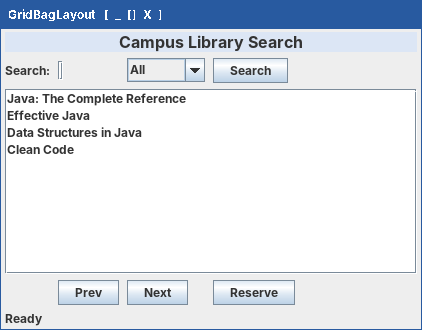 GridBagLayout [ _ [] X ]
Campus Library Search
Search: All Search
Java: The Complete Reference
Effective Java
Data Structures in Java
Clean Code
Prev Next Reserve
Ready